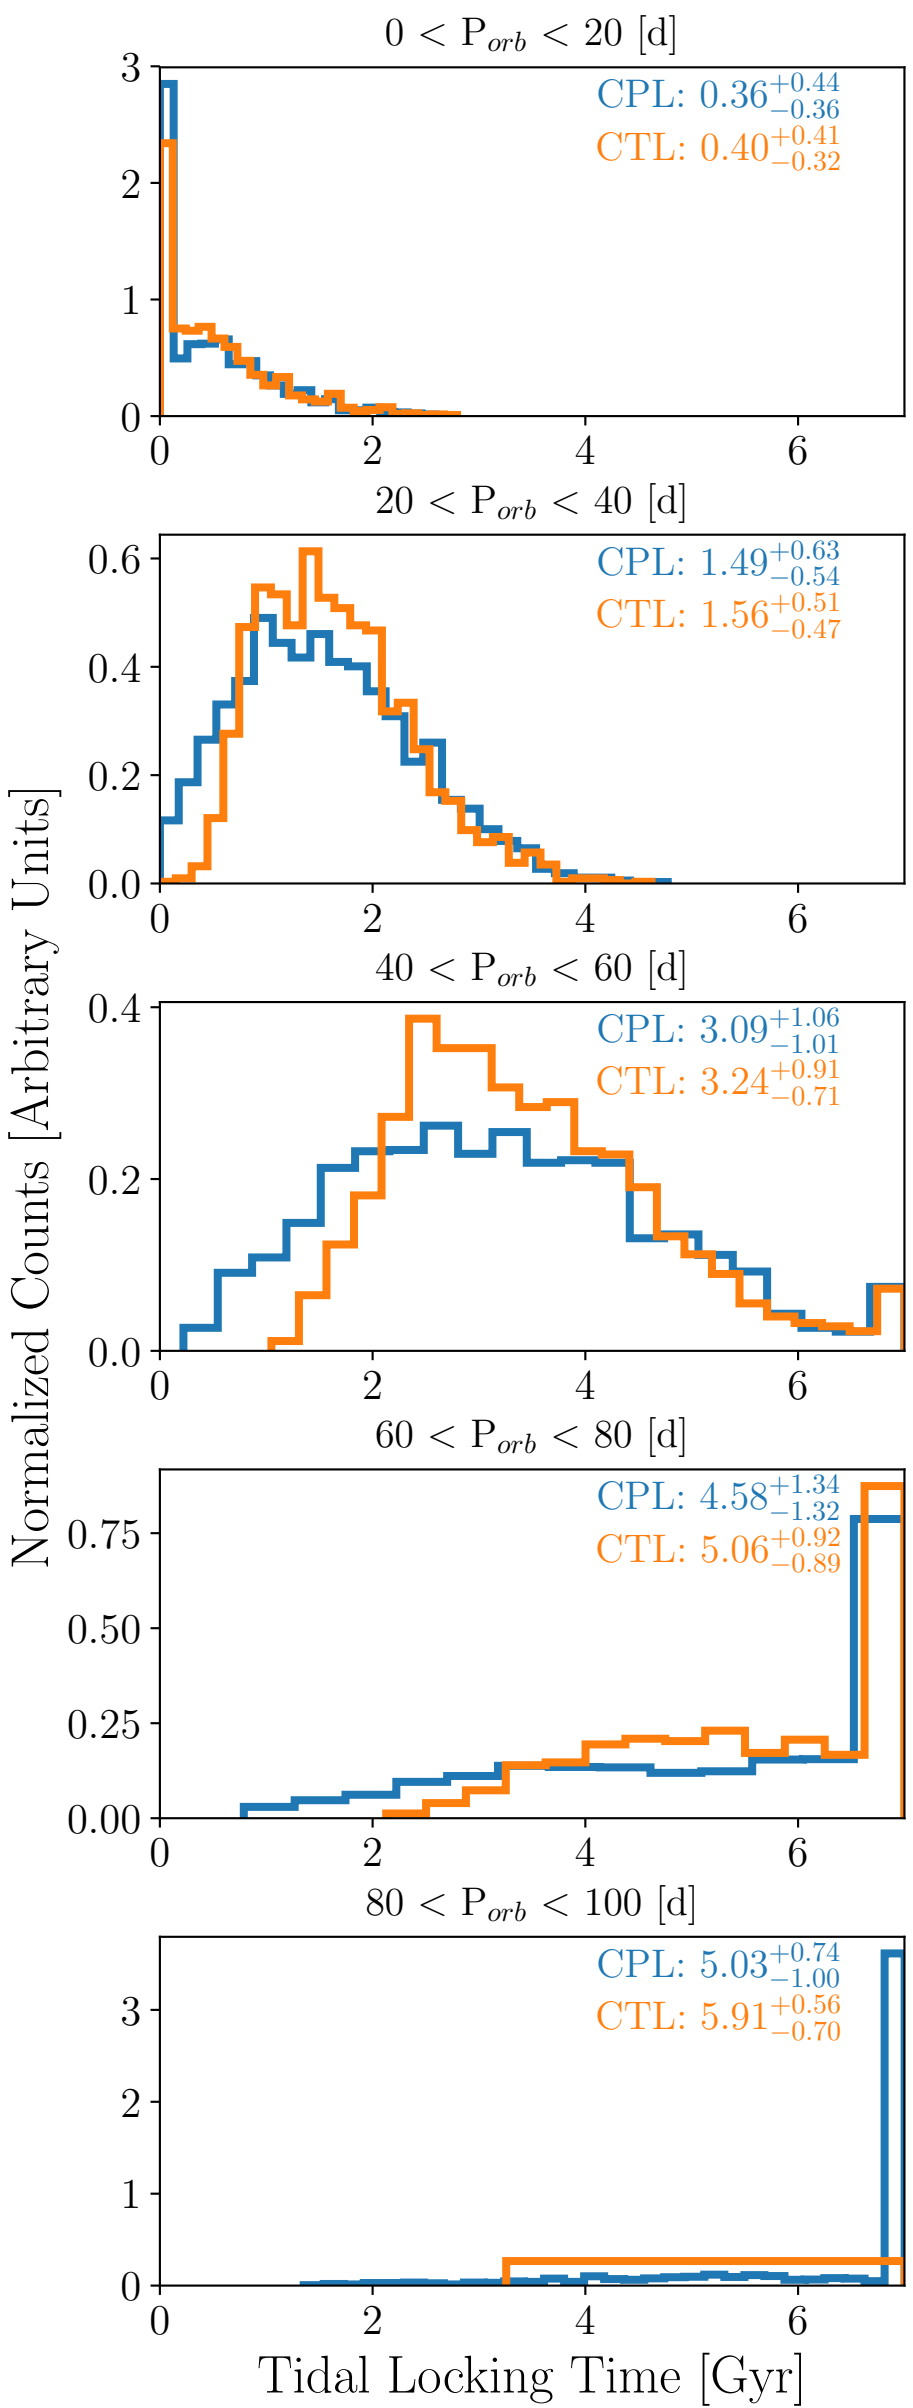 0 < P_orb < 20 [d]
3
CPL: 0.36^{+0.44}_{−0.36}
CTL: 0.40^{+0.41}_{−0.32}
2
1
0
0 2 4 6
20 < P_orb < 40 [d]
0.6
CPL: 1.49^{+0.63}_{−0.54}
CTL: 1.56^{+0.51}_{−0.47}
0.4
0.2
0.0
0 2 4 6
40 < P_orb < 60 [d]
0.4
CPL: 3.09^{+1.06}_{−1.01}
CTL: 3.24^{+0.91}_{−0.71}
0.2
0.0
0 2 4 6
Normalized Counts [Arbitrary Units]
60 < P_orb < 80 [d]
CPL: 4.58^{+1.34}_{−1.32}
CTL: 5.06^{+0.92}_{−0.89}
0.75
0.50
0.25
0.00
0 2 4 6
80 < P_orb < 100 [d]
CPL: 5.03^{+0.74}_{−1.00}
CTL: 5.91^{+0.56}_{−0.70}
3
2
1
0
0 2 4 6
Tidal Locking Time [Gyr]